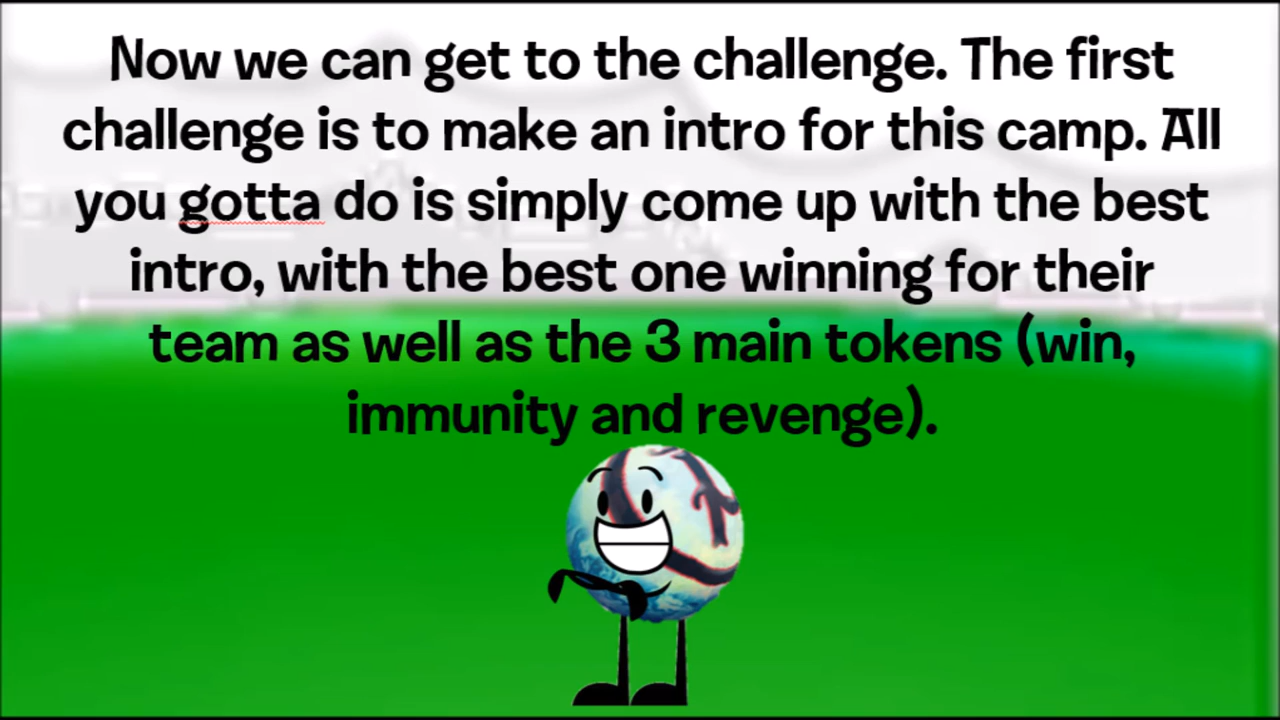 Now we can get to the challenge. The first
challenge is to make an intro for this camp. All
you gotta do is simply come up with the best
intro, with the best one winning for their
team as well as the 3 main tokens (win,
immunity and revenge).